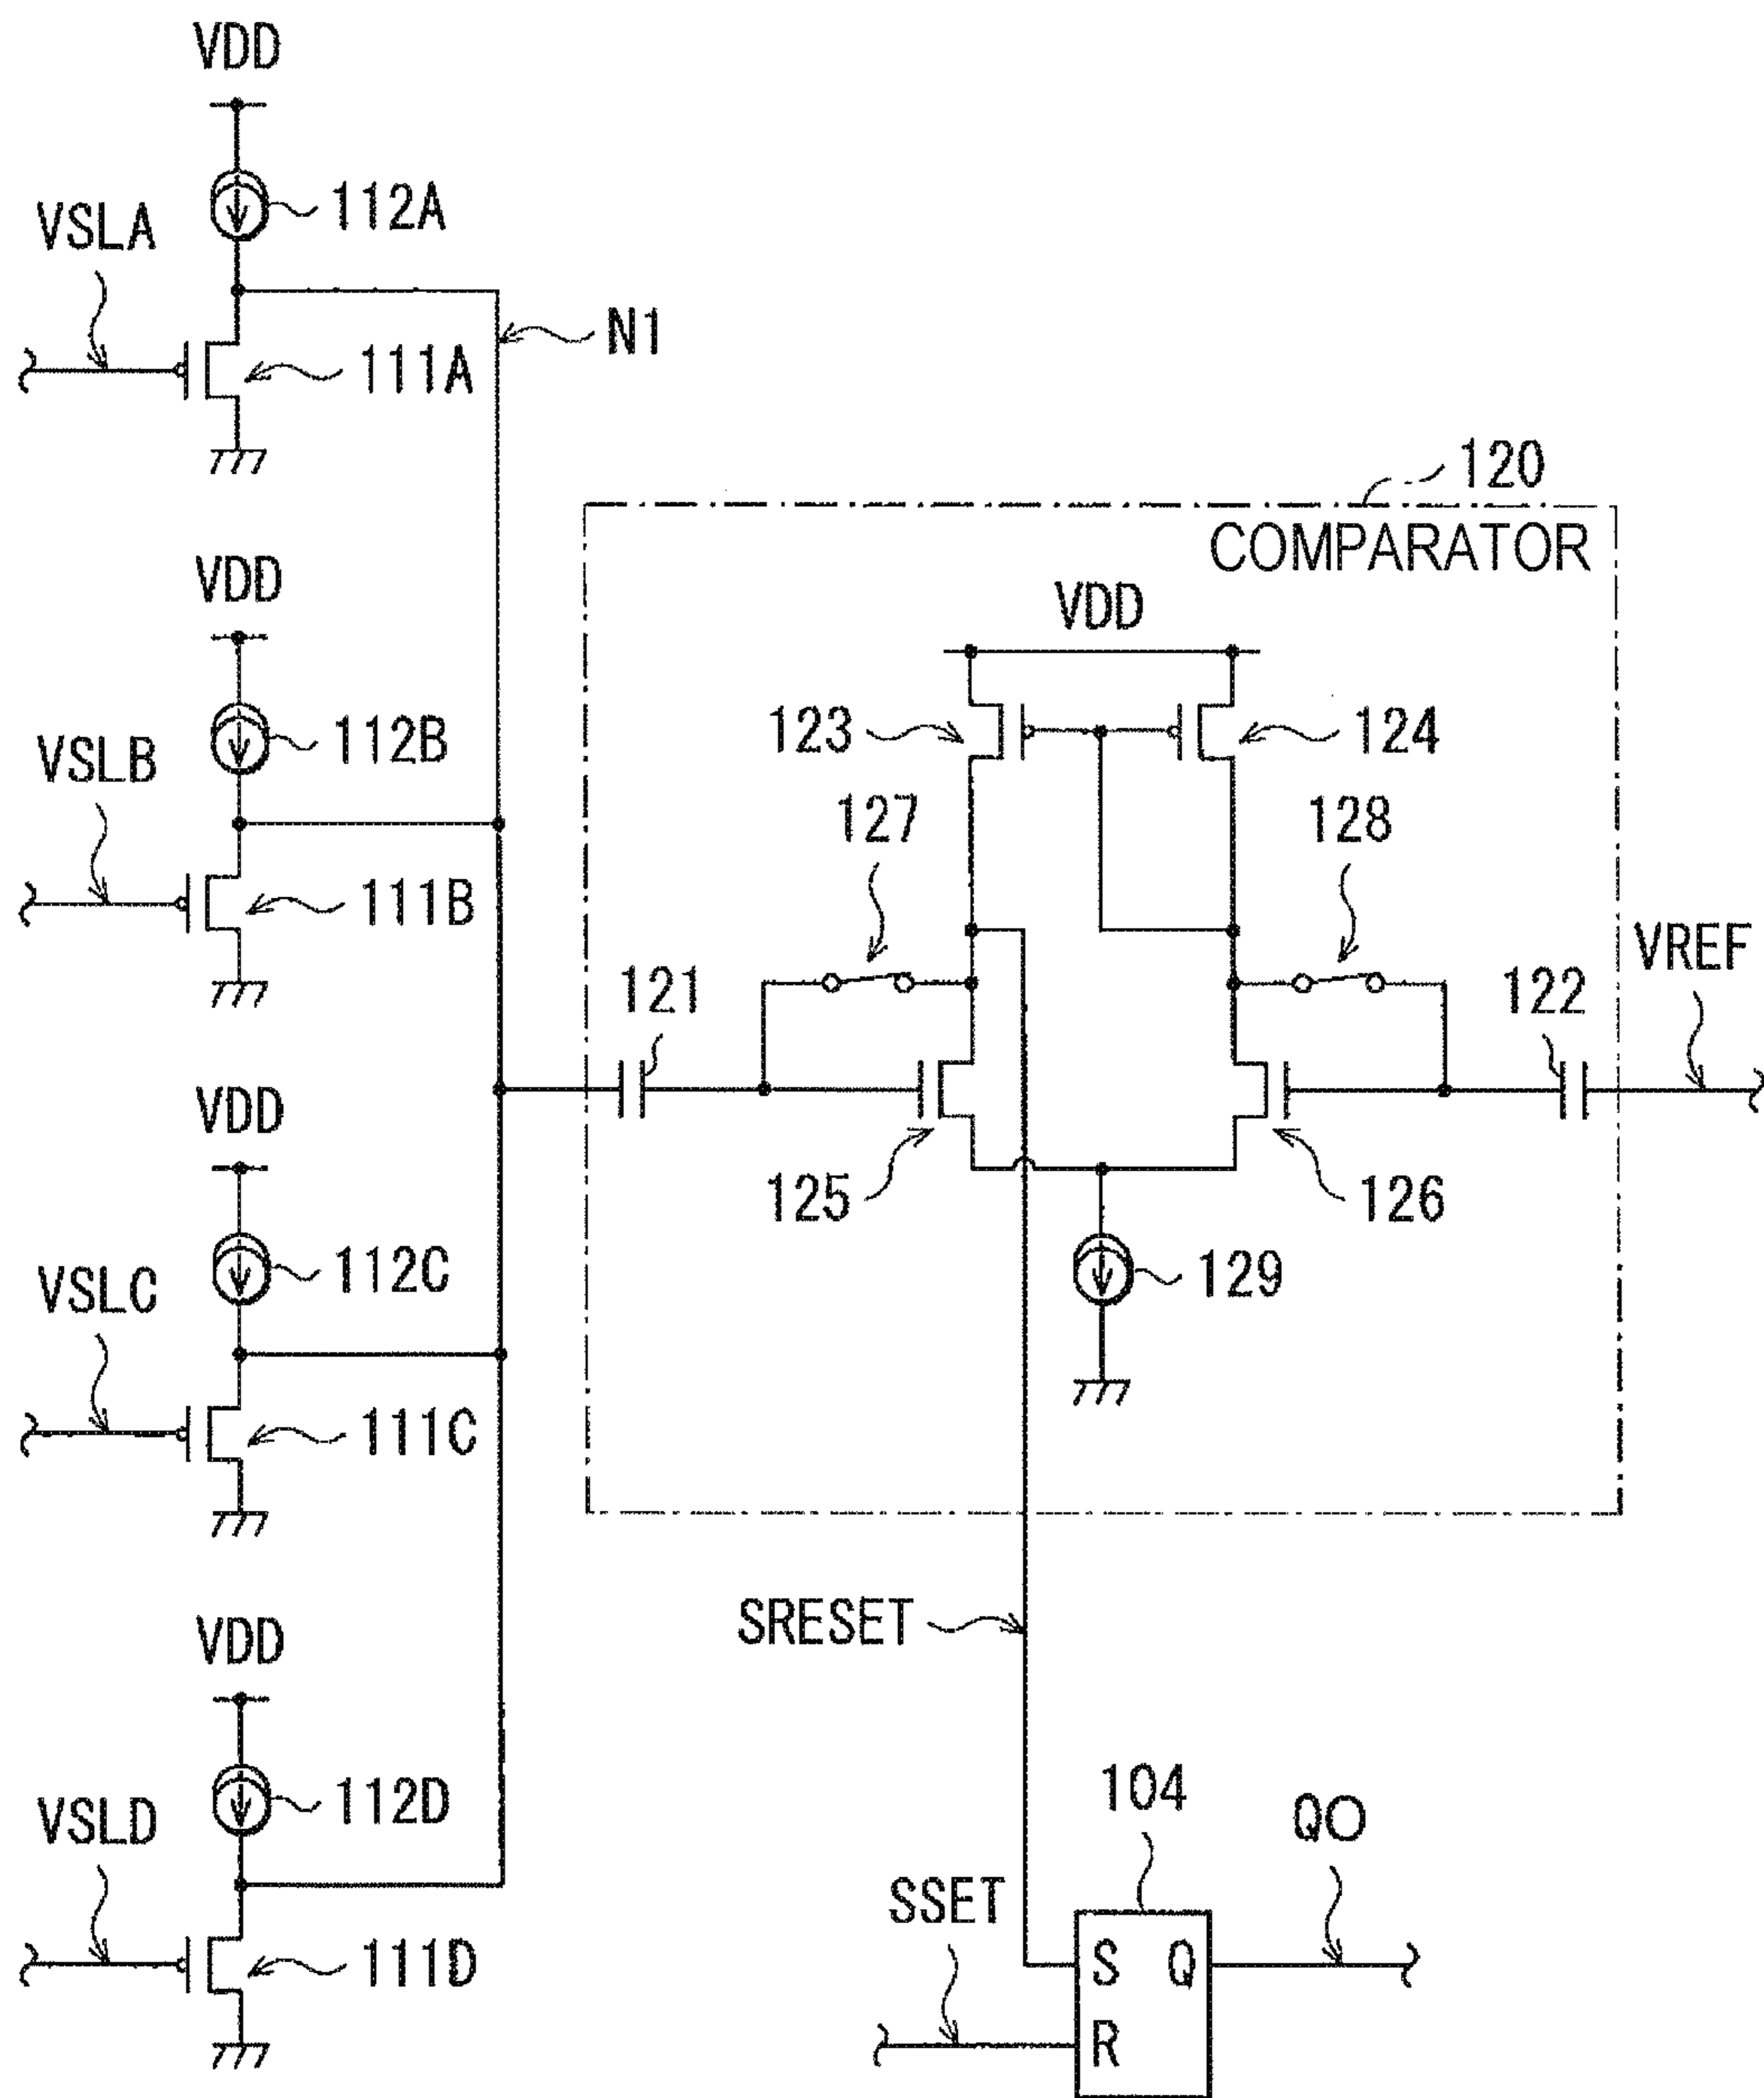 VDD
112A
VSLA
N1
111A
120
COMPARATOR
VDD
VDD
123
124
112B
VSLB
127
128
111B
VREF
121
122
VDD
125
126
112C
129
VSLC
111C
SRESET
VDD
112D
104
VSLD
QO
SSET
111D
S Q
R